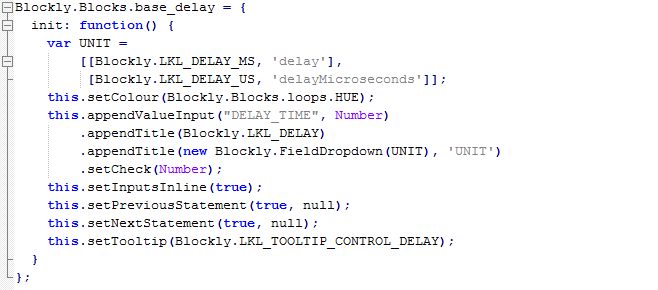 Blockly.Blocks.base_delay = {
  init: function() {
    var UNIT =
        [[Blockly.LKL_DELAY_MS, 'delay'],
         [Blockly.LKL_DELAY_US, 'delayMicroseconds']];
    this.setColour(Blockly.Blocks.loops.HUE);
    this.appendValueInput("DELAY_TIME", Number)
        .appendTitle(Blockly.LKL_DELAY)
        .appendTitle(new Blockly.FieldDropdown(UNIT), 'UNIT')
        .setCheck(Number);
    this.setInputsInline(true);
    this.setPreviousStatement(true, null);
    this.setNextStatement(true, null);
    this.setTooltip(Blockly.LKL_TOOLTIP_CONTROL_DELAY);
  }
};